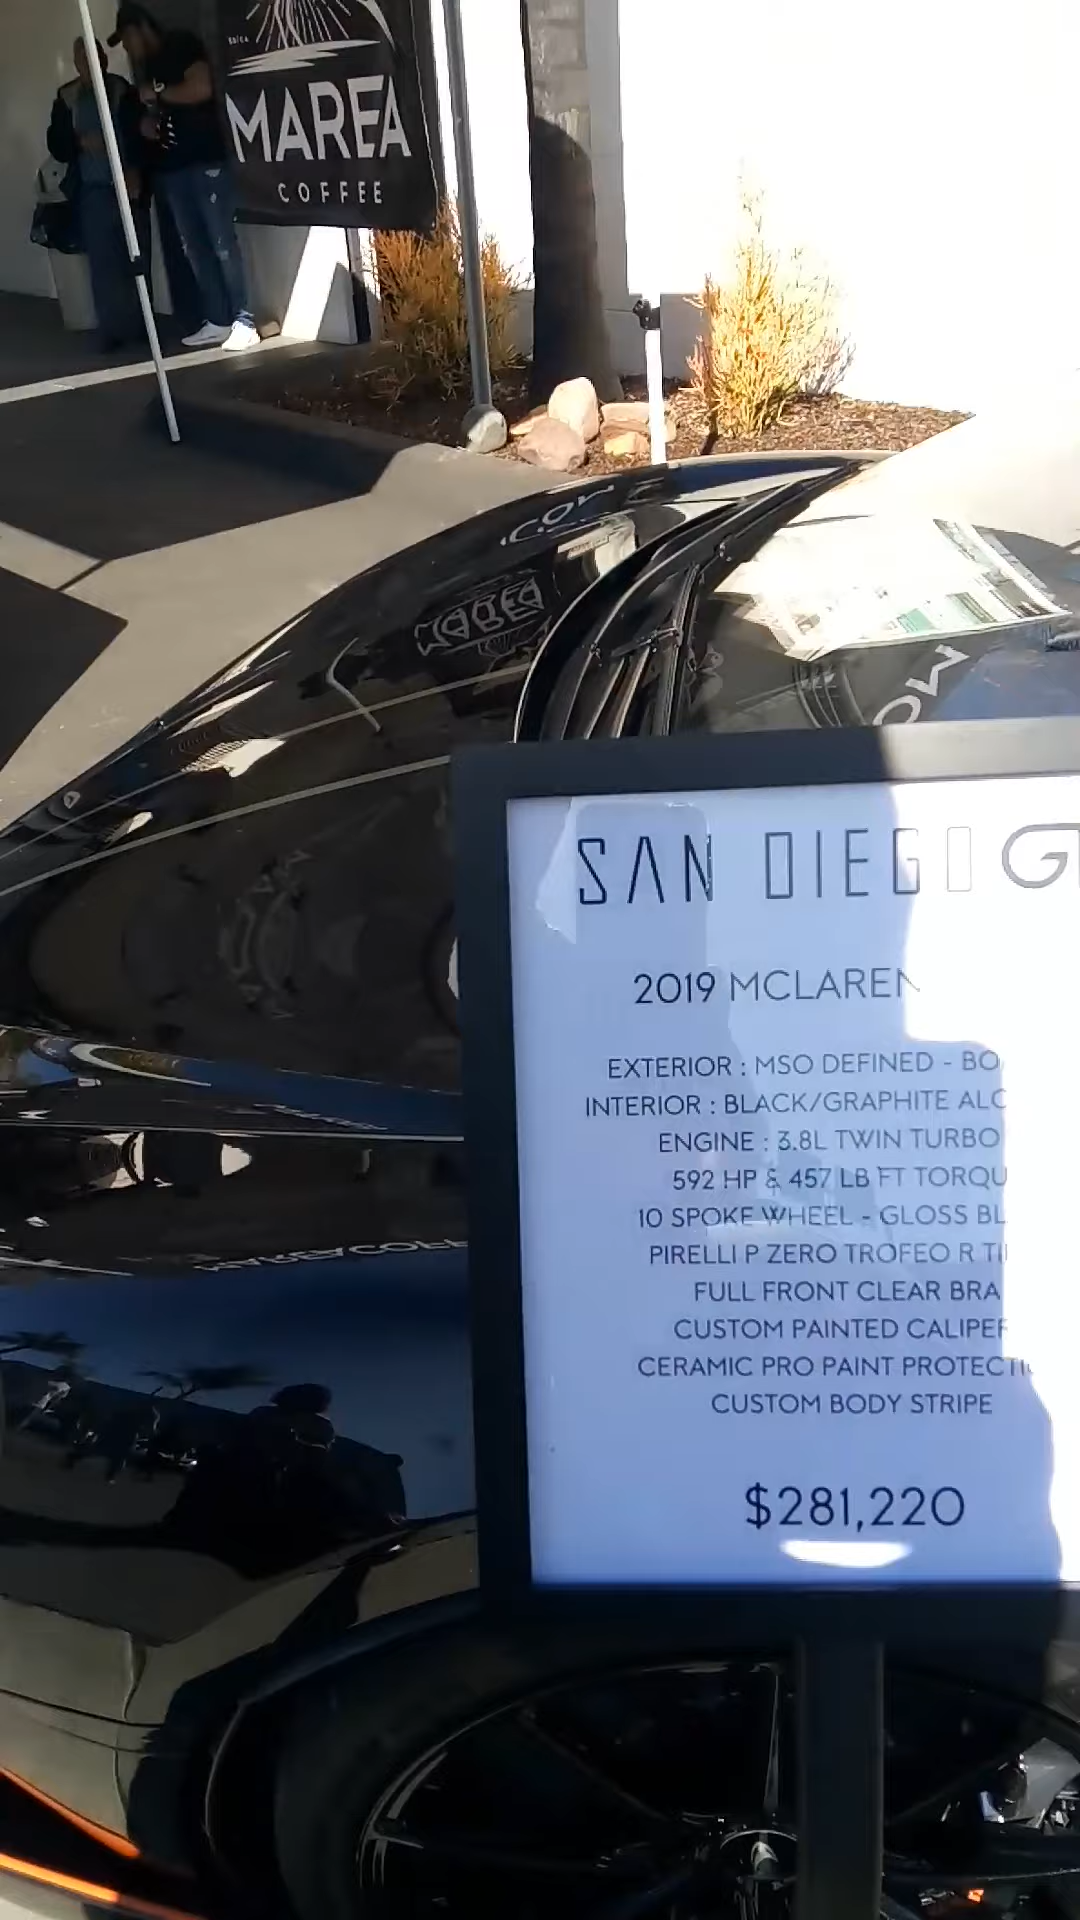 MAREA
COFFEE
SAN DIEGO
2019 MCLAREN
EXTERIOR : MSO DEFINED - BO
INTERIOR : BLACK/GRAPHITE ALC
ENGINE : 3.8L TWIN TURBO
592 HP & 457 LB FT TORQU
10 SPOKE WHEEL - GLOSS BL
PIRELLI P ZERO TROFEO R TI
FULL FRONT CLEAR BRA
CUSTOM PAINTED CALIPER
CERAMIC PRO PAINT PROTECTI
CUSTOM BODY STRIPE
$281,220